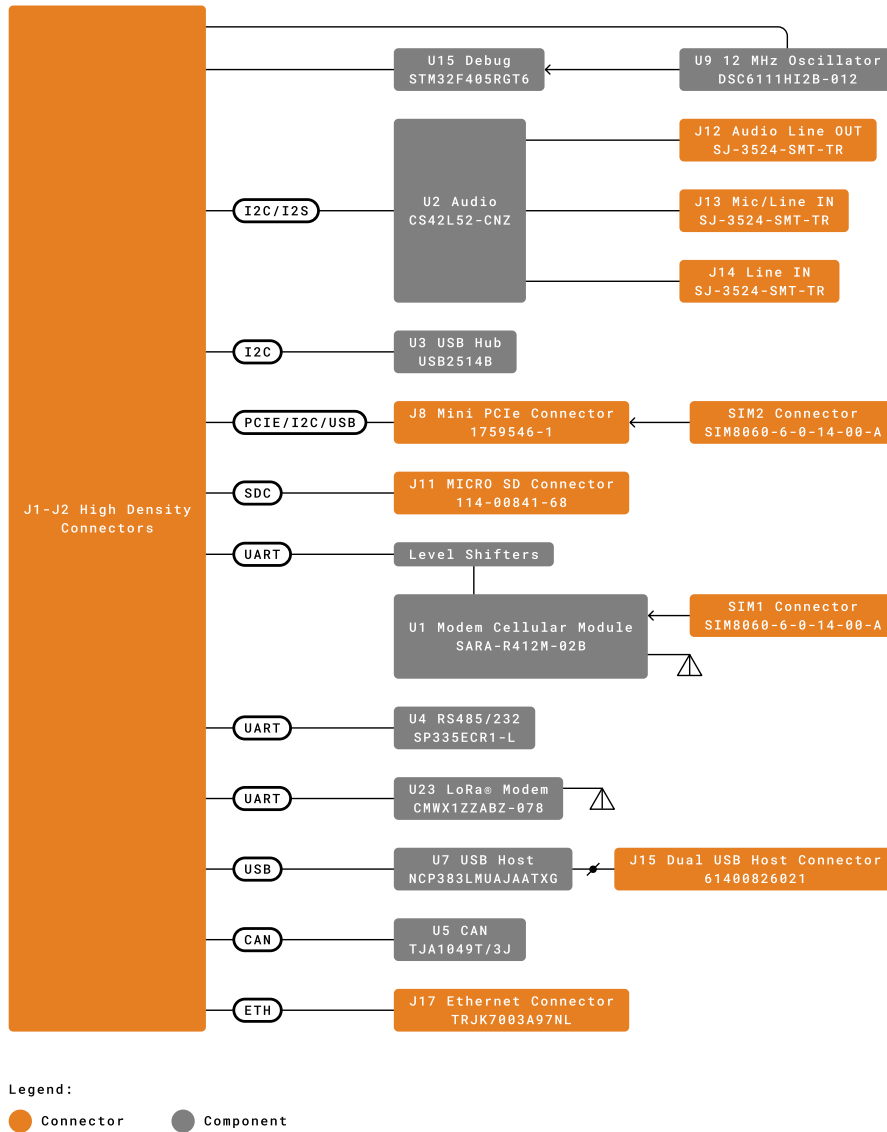 U15 Debug
STM32F405RGT6
U9 12 MHz Oscillator
DSC6111HI2B-012
J12 Audio Line OUT
SJ-3524-SMT-TR
I2C/I2S
U2 Audio
CS42L52-CNZ
J13 Mic/Line IN
SJ-3524-SMT-TR
J14 Line IN
SJ-3524-SMT-TR
I2C
U3 USB Hub
USB2514B
PCIE/I2C/USB
J8 Mini PCIe Connector
1759546-1
SIM2 Connector
SIM8060-6-0-14-00-A
SDC
J11 MICRO SD Connector
114-00841-68
J1-J2 High Density
Connectors
UART
Level Shifters
U1 Modem Cellular Module
SARA-R412M-02B
SIM1 Connector
SIM8060-6-0-14-00-A
UART
U4 RS485/232
SP335ECR1-L
UART
U23 LoRa® Modem
CMWX1ZZABZ-078
USB
U7 USB Host
NCP383LMUAJAATXG
J15 Dual USB Host Connector
61400826021
CAN
U5 CAN
TJA1049T/3J
ETH
J17 Ethernet Connector
TRJK7003A97NL
Legend:
Connector
Component